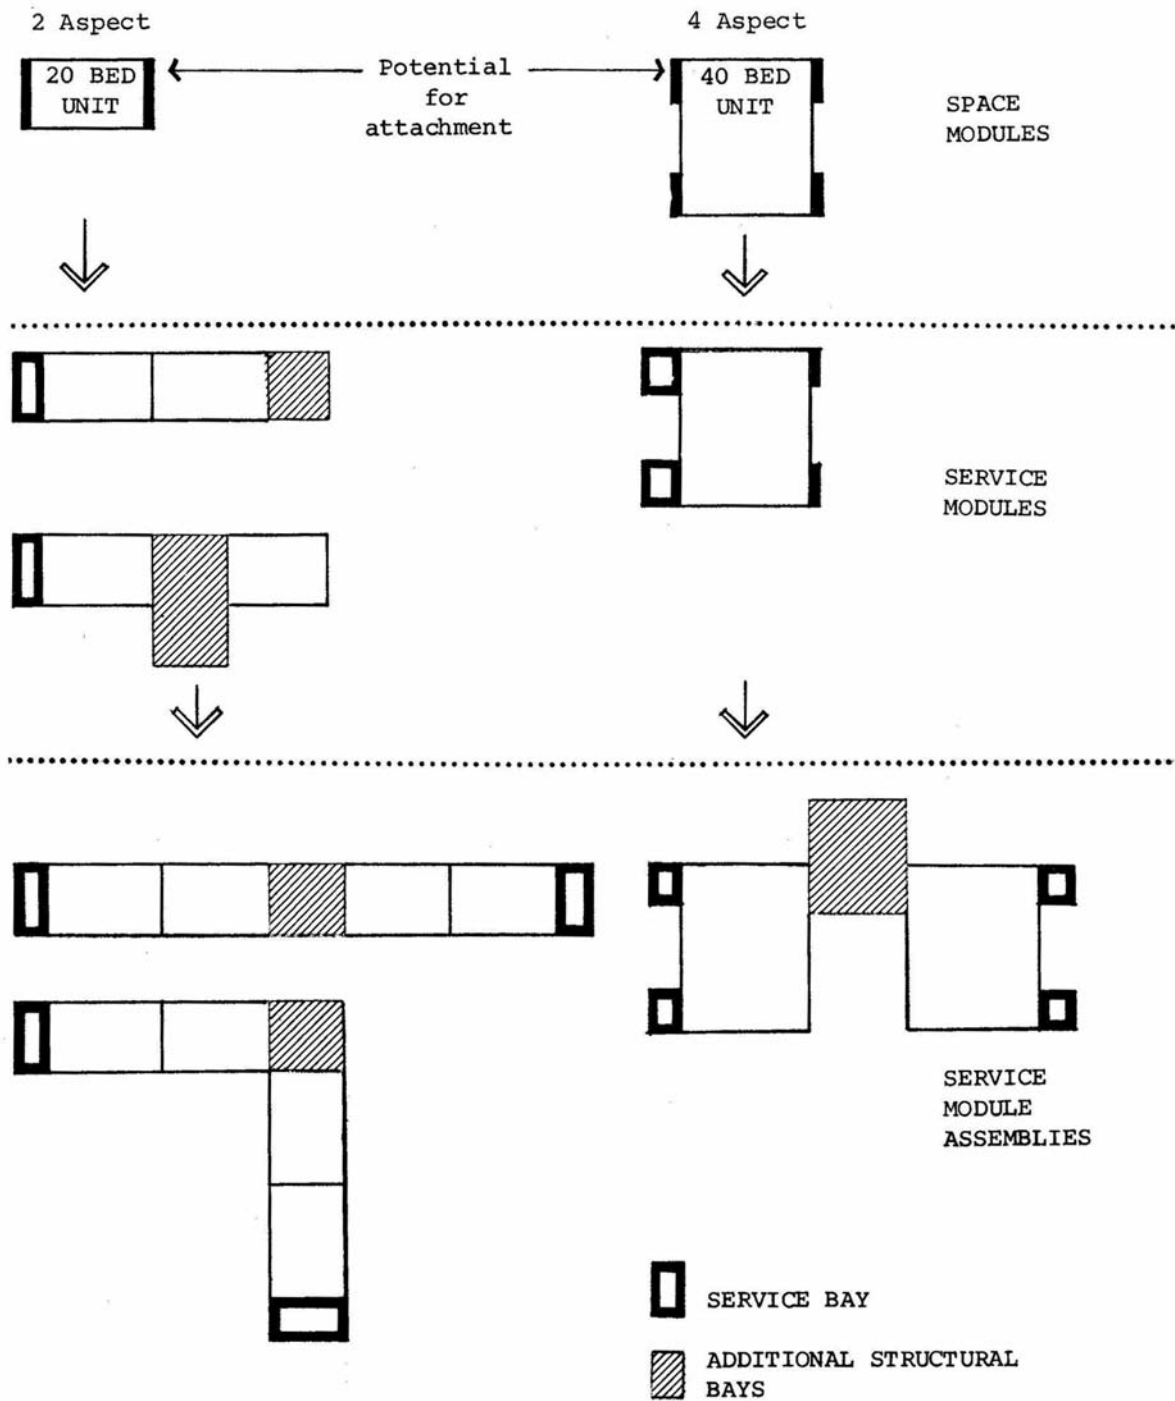 2 Aspect
4 Aspect
20 BED
UNIT
Potential
for
attachment
40 BED
UNIT
SPACE
MODULES
SERVICE
MODULES
SERVICE
MODULE
ASSEMBLIES
SERVICE BAY
ADDITIONAL STRUCTURAL
BAYS